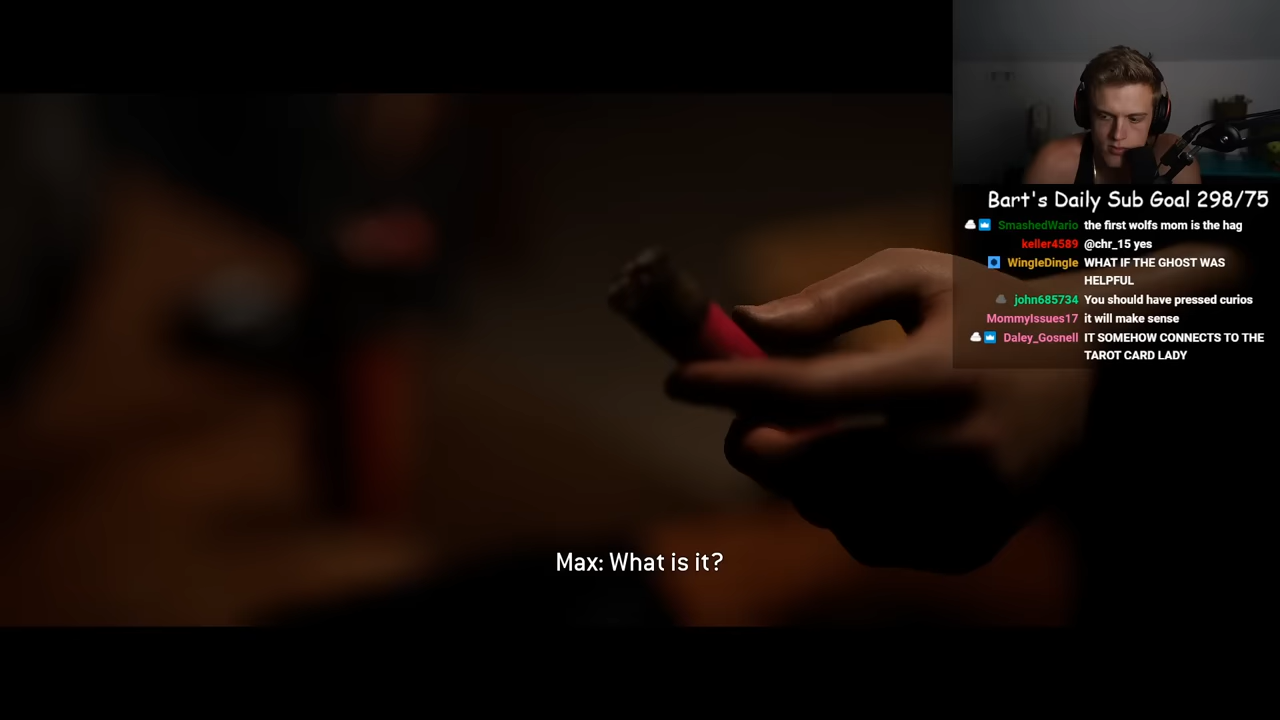 Bart's Daily Sub Goal 298/75
SmashedWario the first wolfs mom is the hag
keller4589 @chr_15 yes
WingleDingle WHAT IF THE GHOST WAS
HELPFUL
john685734 You should have pressed curios
MommyIssues17 it will make sense
Daley_Gosnell IT SOMEHOW CONNECTS TO THE
TAROT CARD LADY
Max: What is it?